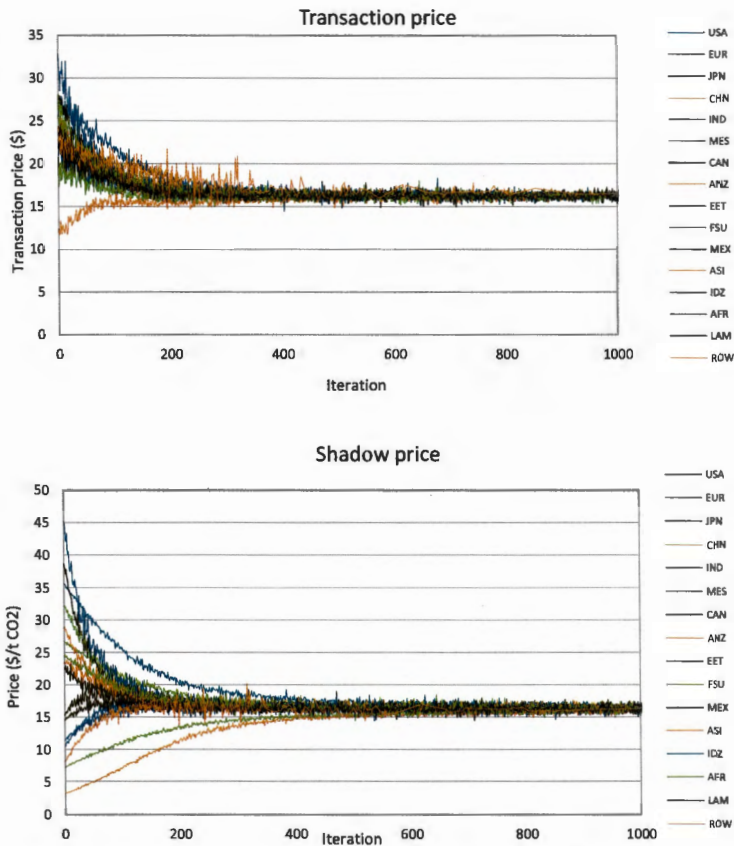 Transaction price
35
30
25
20
15
10
5
0
Transaction price ($)
0 200 400 600 800 1000
Iteration
USA
EUR
JPN
CHN
IND
MES
CAN
ANZ
EET
FSU
MEX
ASI
IDZ
AFR
LAM
ROW
Shadow price
50
45
40
35
30
25
20
15
10
5
0
Price ($/t CO2)
0 200 400 600 800 1000
Iteration
USA
EUR
JPN
CHN
IND
MES
CAN
ANZ
EET
FSU
MEX
ASI
IDZ
AFR
LAM
ROW